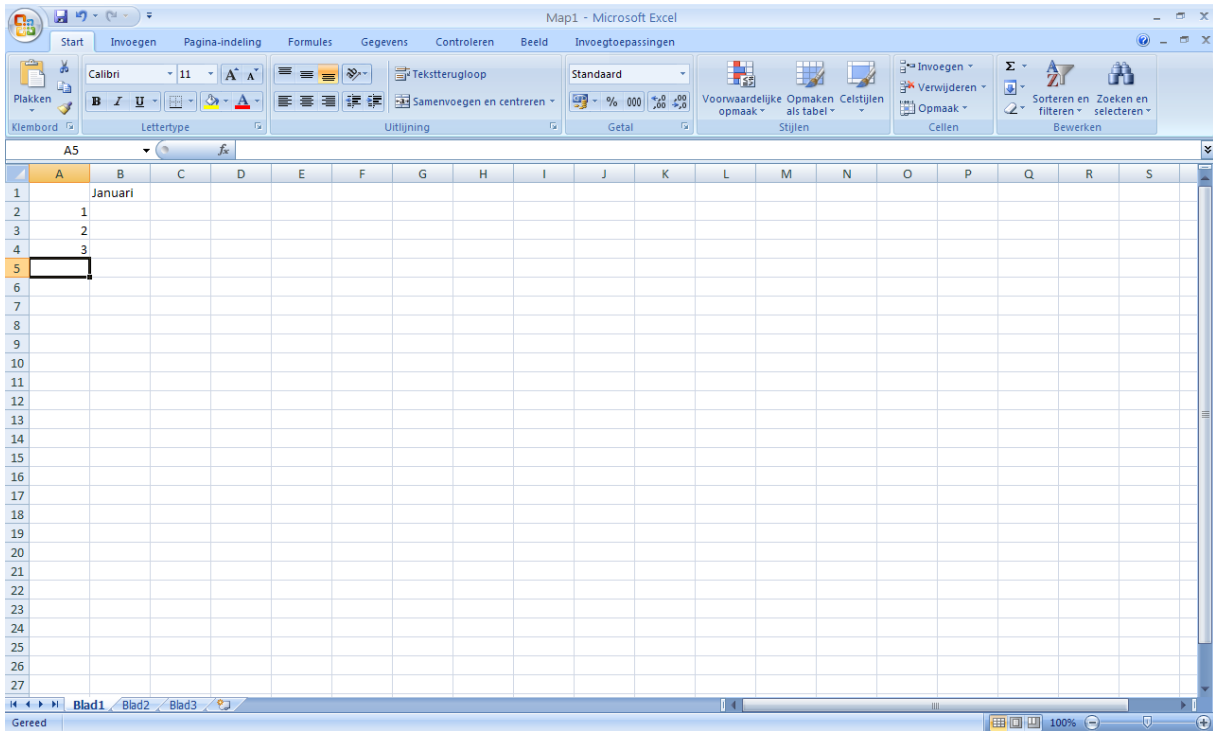 Map1 - Microsoft Excel
Start Invoegen Pagina-indeling Formules Gegevens Controleren Beeld Invoegtoepassingen
Plakken
Klembord
Calibri 11
B I U A
Lettertype
Tekstterugloop
Samenvoegen en centreren
Uitlijning
Standaard
% 000 ,00
Getal
Voorwaardelijke opmaak
Opmaken als tabel
Celstijlen
Stijlen
Invoegen
Verwijderen
Opmaak
Cellen
Σ
Sorteren en filteren
Zoeken en selecteren
Bewerken
A5 fx
A B C D E F G H I J K L M N O P Q R S
1 Januari
2 1
3 2
4 3
5
6
7
8
9
10
11
12
13
14
15
16
17
18
19
20
21
22
23
24
25
26
27
Blad1 Blad2 Blad3
Gereed 100%